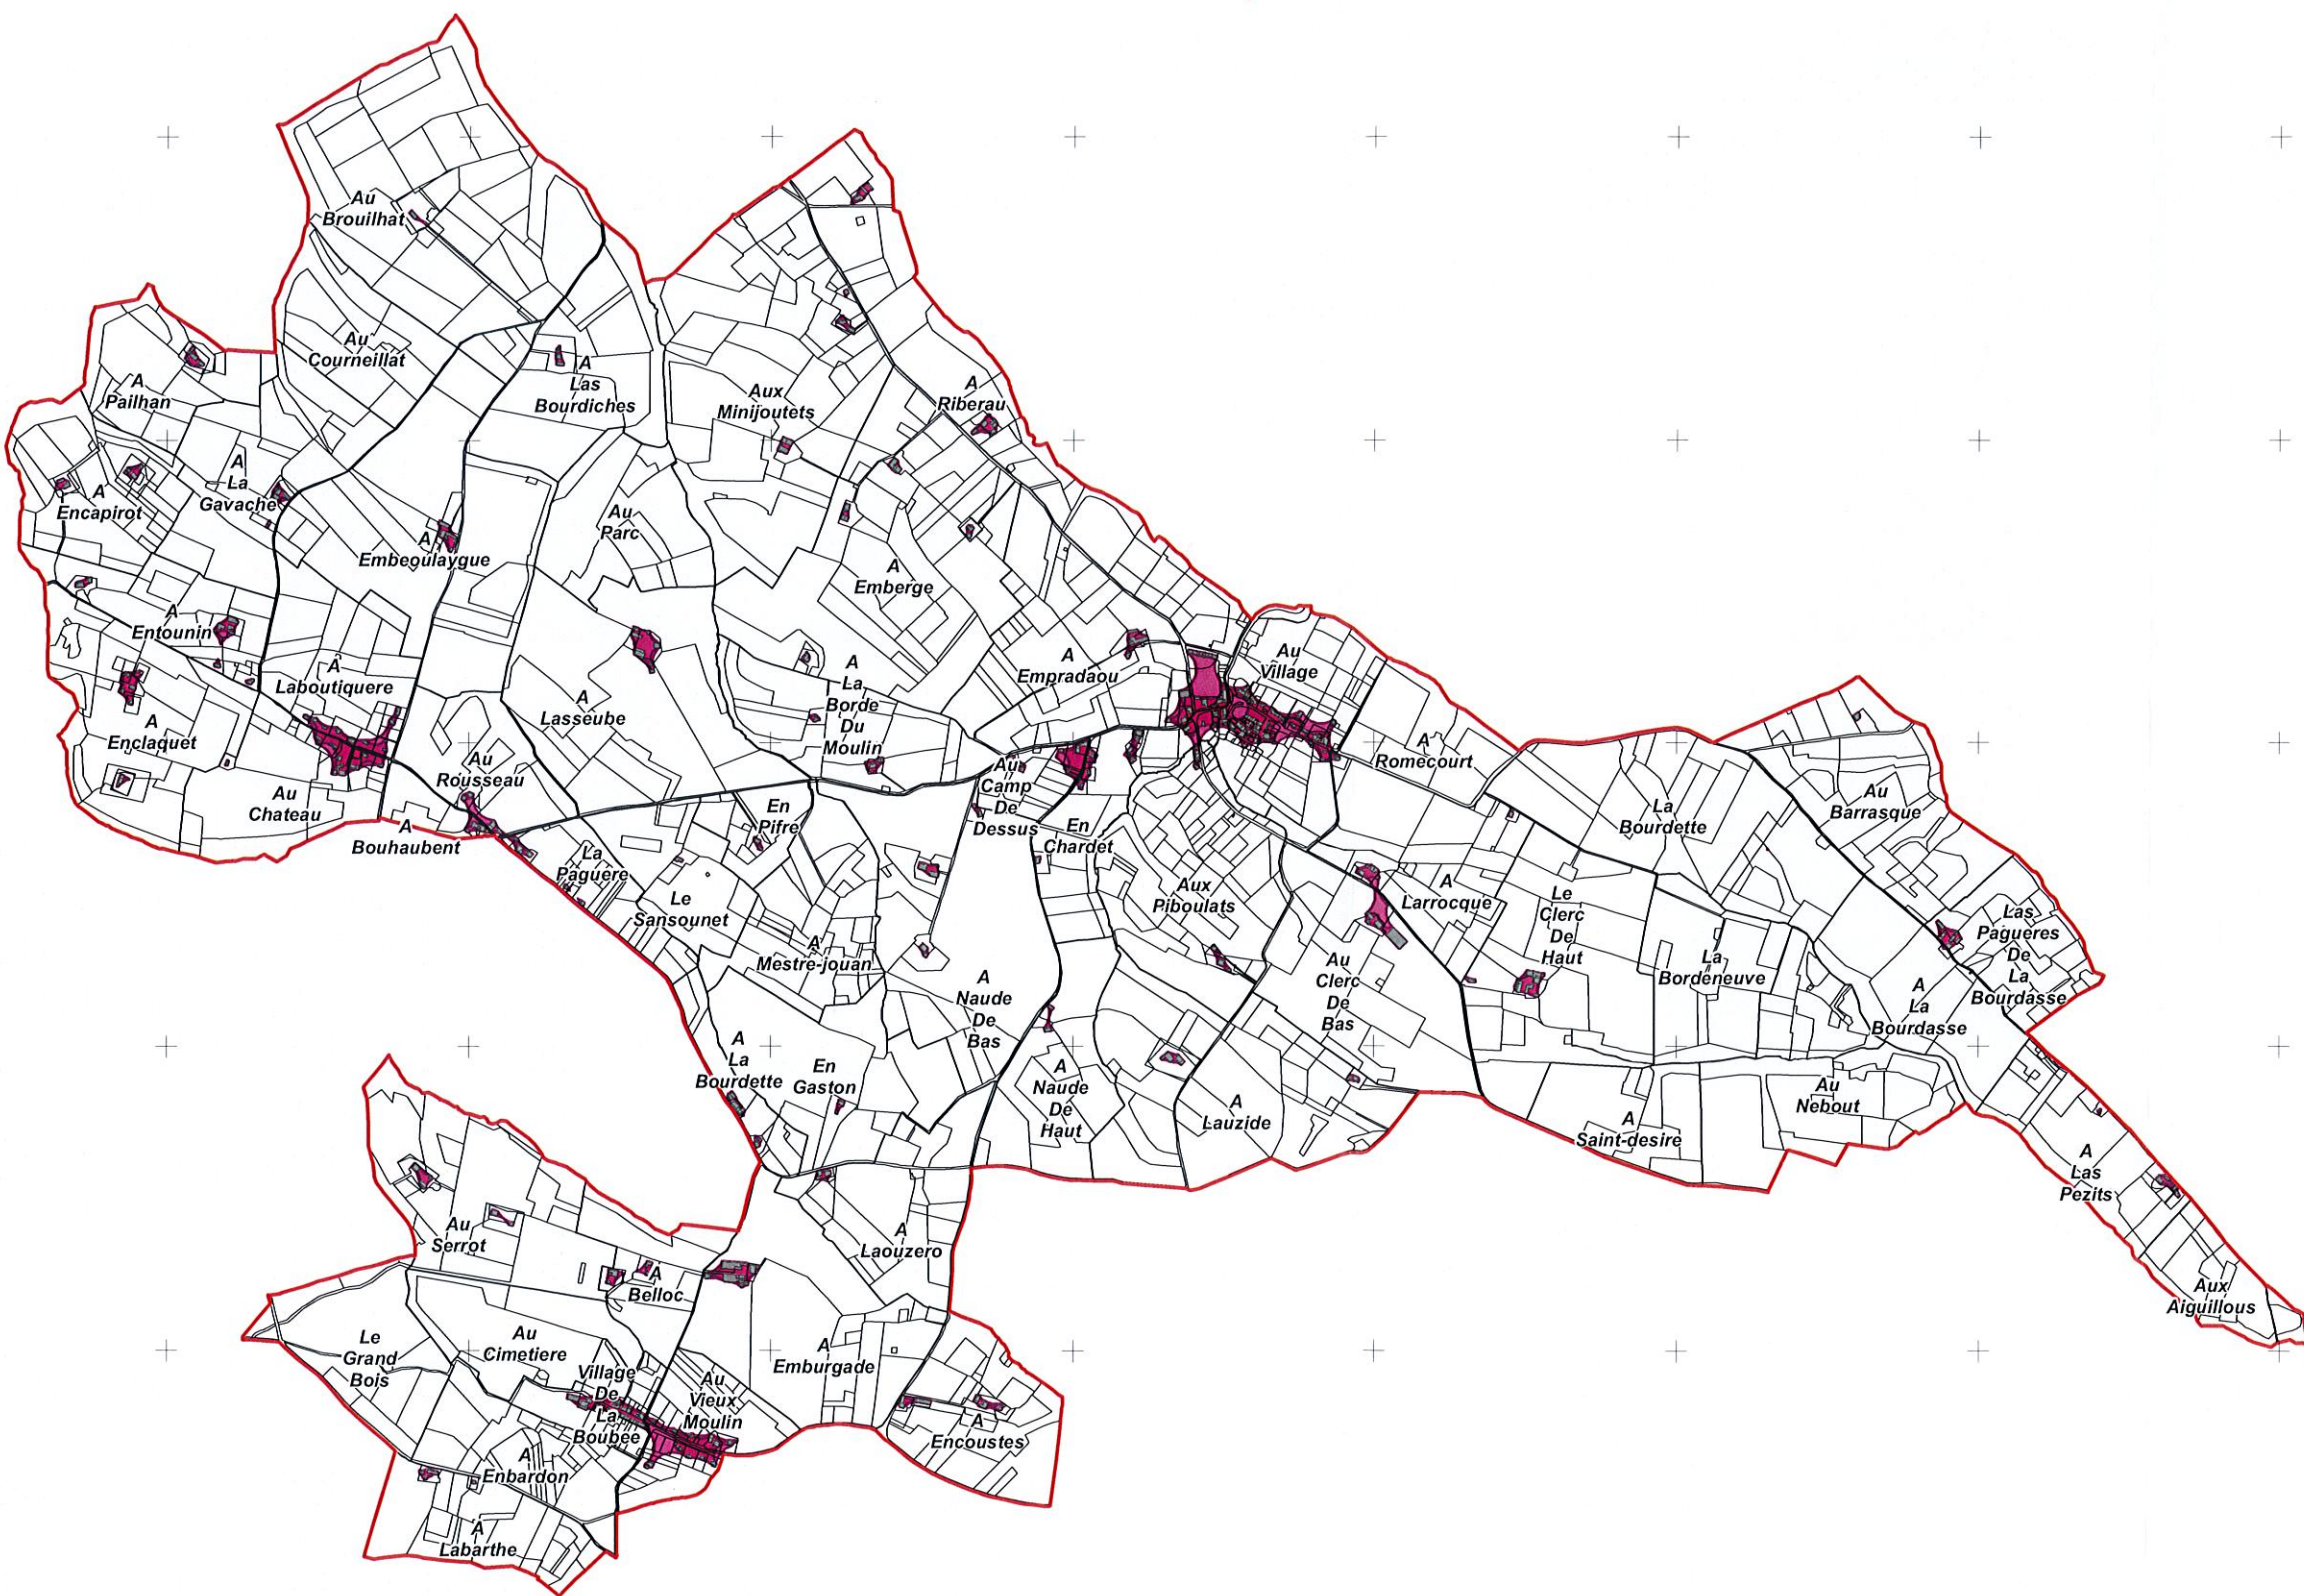 Au
Brouilhat
Au
Courneillat
A
Las
Bourdiches
A
Pailhan
Aux
Minijoutets
A
Riberau
A
La
Gavache
A
Encapirot
Au
Parc
A
Embeoulaygue
A
Emberge
A
Entounin
A
Laboutiquere
A
Lasseube
A
La
Borde
Du
Moulin
A
Empradaou
Au
Village
A
Enclaquet
Au
Rousseau
Au
Chateau
A
Bouhaubent
En
Pifre
Au
Camp
De
Dessus
En
Chardet
A
Romecourt
La
Bourdette
Au
Barrasque
La
Paguere
Le
Sansounet
A
Mestre-jouan
Aux
Piboulats
A
Larrocque
Le
Clerc
De
Haut
Las
Pagueres
De
La
Bourdasse
Au
Clerc
De
Bas
La
Bordeneuve
A
La
Bourdasse
A
Naude
De
Bas
A
La
Bourdette
En
Gaston
A
Naude
De
Haut
A
Lauzide
A
Saint-desire
Au
Nebout
A
Las
Pezits
Aux
Aiguillous
Au
Serrot
A
Laouzero
A
Belloc
Le
Grand
Bois
Au
Cimetiere
Village
De
La
Boubee
Au
Vieux
Moulin
A
Emburgade
A
Encoustes
A
Enbardon
A
Labarthe